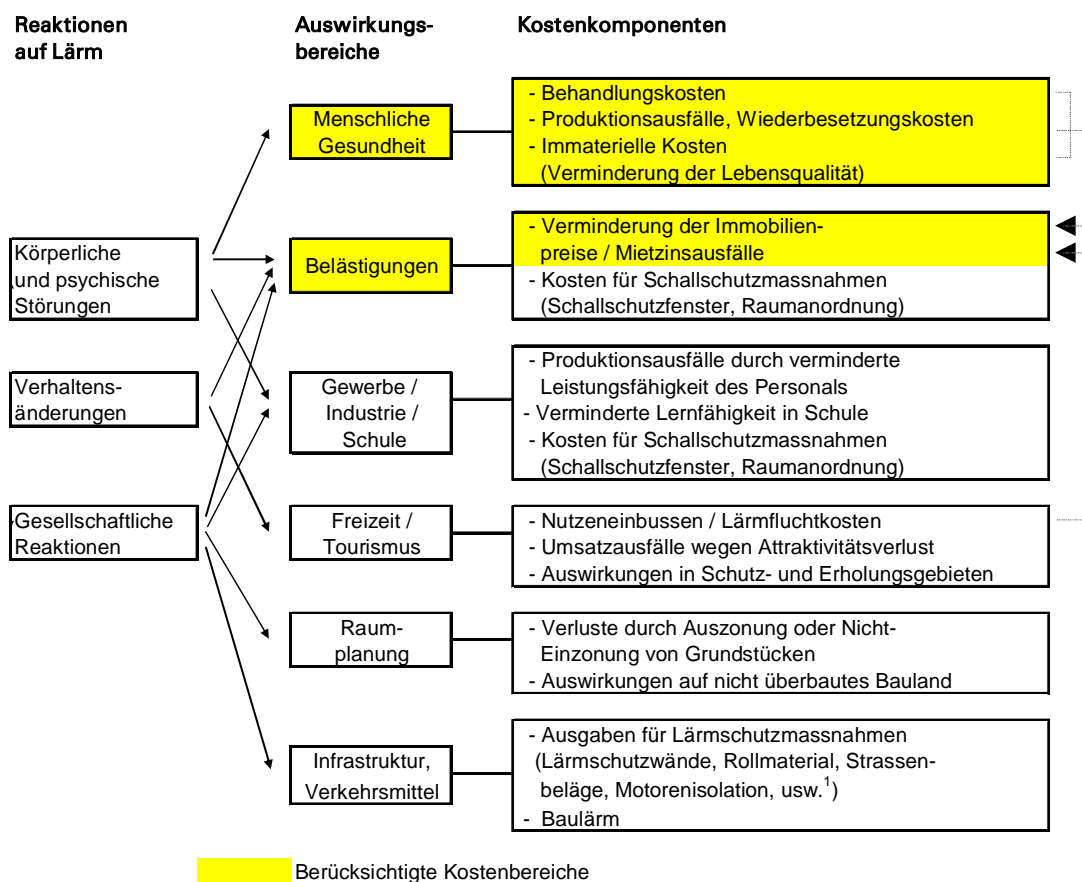 Reaktionen
auf Lärm
Auswirkungs-
bereiche
Kostenkomponenten
Körperliche
und psychische
Störungen
Verhaltens-
änderungen
Gesellschaftliche
Reaktionen
Menschliche
Gesundheit
- Behandlungskosten
- Produktionsausfälle, Wiederbesetzungskosten
- Immaterielle Kosten
(Verminderung der Lebensqualität)
Belästigungen
- Verminderung der Immobilien-
preise / Mietzinsausfälle
- Kosten für Schallschutzmassnahmen
(Schallschutzfenster, Raumanordnung)
Gewerbe /
Industrie /
Schule
- Produktionsausfälle durch verminderte
Leistungsfähigkeit des Personals
- Verminderte Lernfähigkeit in Schule
- Kosten für Schallschutzmassnahmen
(Schallschutzfenster, Raumanordnung)
Freizeit /
Tourismus
- Nutzeneinbussen / Lärmfluchtkosten
- Umsatzausfälle wegen Attraktivitätsverlust
- Auswirkungen in Schutz- und Erholungsgebieten
Raum-
planung
- Verluste durch Auszonung oder Nicht-
Einzonung von Grundstücken
- Auswirkungen auf nicht überbautes Bauland
Infrastruktur,
Verkehrsmittel
- Ausgaben für Lärmschutzmassnahmen
(Lärmschutzwände, Rollmaterial, Strassen-
beläge, Motorenisolation, usw.¹)
- Baulärm
Berücksichtigte Kostenbereiche